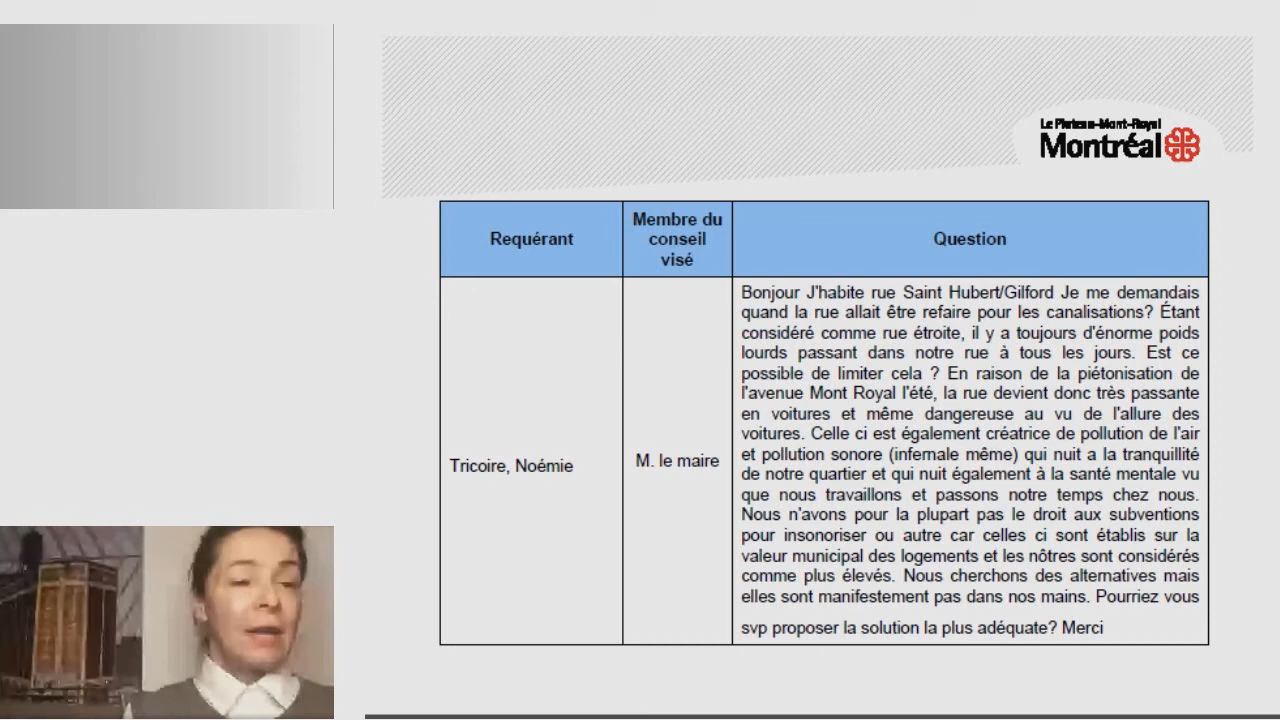 Le Plateau-Mont-Royal
Montréal
Requérant
Membre du
conseil
visé
Question
Tricoire, Noémie
M. le maire
Bonjour J'habite rue Saint Hubert/Gilford Je me demandais
quand la rue allait être refaire pour les canalisations? Étant
considéré comme rue étroite, il y a toujours d'énorme poids
lourds passant dans notre rue à tous les jours. Est ce
possible de limiter cela ? En raison de la piétonisation de
l'avenue Mont Royal l'été, la rue devient donc très passante
en voitures et même dangereuse au vu de l'allure des
voitures. Celle ci est également créatrice de pollution de l'air
et pollution sonore (infernale même) qui nuit a la tranquillité
de notre quartier et qui nuit également à la santé mentale vu
que nous travaillons et passons notre temps chez nous.
Nous n'avons pour la plupart pas le droit aux subventions
pour insonoriser ou autre car celles ci sont établis sur la
valeur municipal des logements et les nôtres sont considérés
comme plus élevés. Nous cherchons des alternatives mais
elles sont manifestement pas dans nos mains. Pourriez vous
svp proposer la solution la plus adéquate? Merci